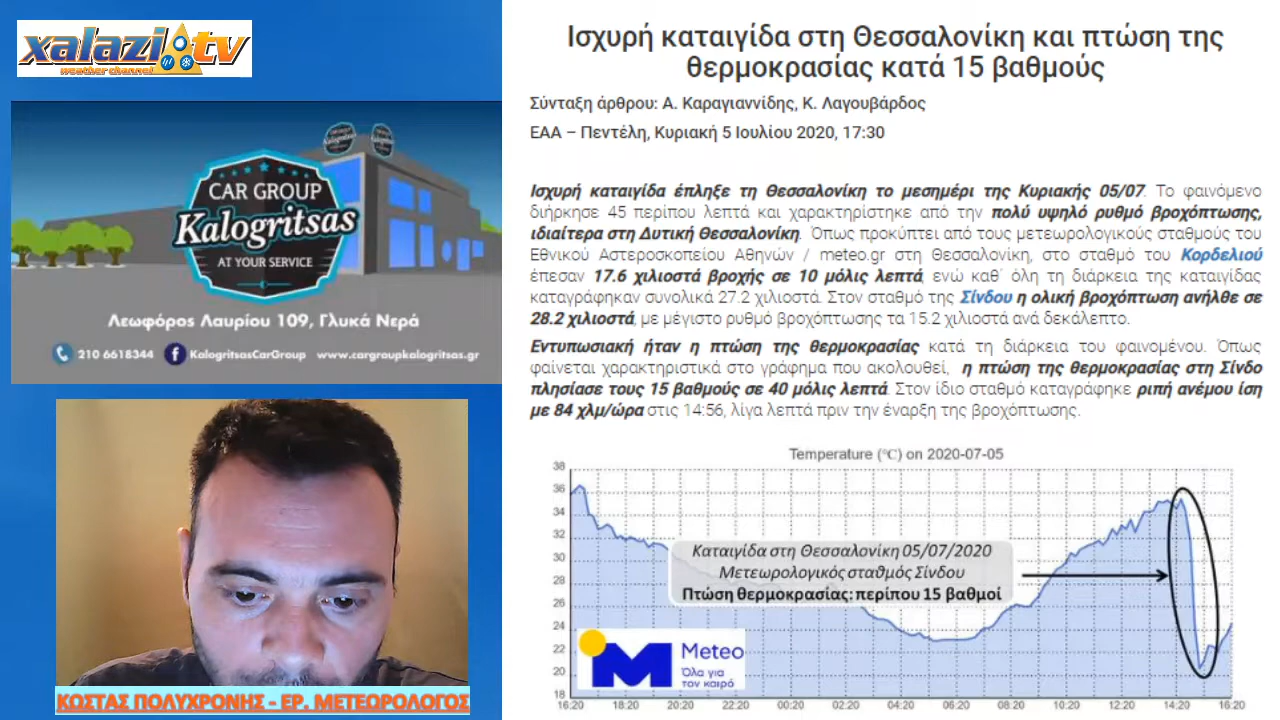 xalazi tv
weather channel
CAR GROUP
Kalogritsas
AT YOUR SERVICE
Λεωφόρος Λαυρίου 109, Γλυκά Νερά
210 6618344 KalogritsasCarGroup www.cargroupkalogritsas.gr
ΚΩΣΤΑΣ ΠΟΛΥΧΡΟΝΗΣ - ΕΡ. ΜΕΤΕΩΡΟΛΟΓΟΣ
Ισχυρή καταιγίδα στη Θεσσαλονίκη και πτώση της
θερμοκρασίας κατά 15 βαθμούς
Σύνταξη άρθρου: Α. Καραγιαννίδης, Κ. Λαγουβάρδος
ΕΑΑ – Πεντέλη, Κυριακή 5 Ιουλίου 2020, 17:30
Ισχυρή καταιγίδα έπληξε τη Θεσσαλονίκη το μεσημέρι της Κυριακής 05/07. Το φαινόμενο
διήρκησε 45 περίπου λεπτά και χαρακτηρίστηκε από την πολύ υψηλό ρυθμό βροχόπτωσης,
ιδιαίτερα στη Δυτική Θεσσαλονίκη. Όπως προκύπτει από τους μετεωρολογικούς σταθμούς του
Εθνικού Αστεροσκοπείου Αθηνών / meteo.gr στη Θεσσαλονίκη, στο σταθμό του Κορδελιού
έπεσαν 17.6 χιλιοστά βροχής σε 10 μόλις λεπτά, ενώ καθ΄ όλη τη διάρκεια της καταιγίδας
καταγράφηκαν συνολικά 27.2 χιλιοστά. Στον σταθμό της Σίνδου η ολική βροχόπτωση ανήλθε σε
28.2 χιλιοστά, με μέγιστο ρυθμό βροχόπτωσης τα 15.2 χιλιοστά ανά δεκάλεπτο.
Εντυπωσιακή ήταν η πτώση της θερμοκρασίας κατά τη διάρκεια του φαινομένου. Όπως
φαίνεται χαρακτηριστικά στο γράφημα που ακολουθεί, η πτώση της θερμοκρασίας στη Σίνδο
πλησίασε τους 15 βαθμούς σε 40 μόλις λεπτά. Στον ίδιο σταθμό καταγράφηκε ριπή ανέμου ίση
με 84 χλμ/ώρα στις 14:56, λίγα λεπτά πριν την έναρξη της βροχόπτωσης.
Temperature (°C) on 2020-07-05
38
36
34
32
30
28
26
24
22
20
18
Καταιγίδα στη Θεσσαλονίκη 05/07/2020
Μετεωρολογικός σταθμός Σίνδου
Πτώση θερμοκρασίας: περίπου 15 βαθμοί
Meteo
Όλα για
τον καιρό
16:20 18:20 20:20 22:20 00:20 02:20 04:20 06:20 08:20 10:20 12:20 14:20 16:20